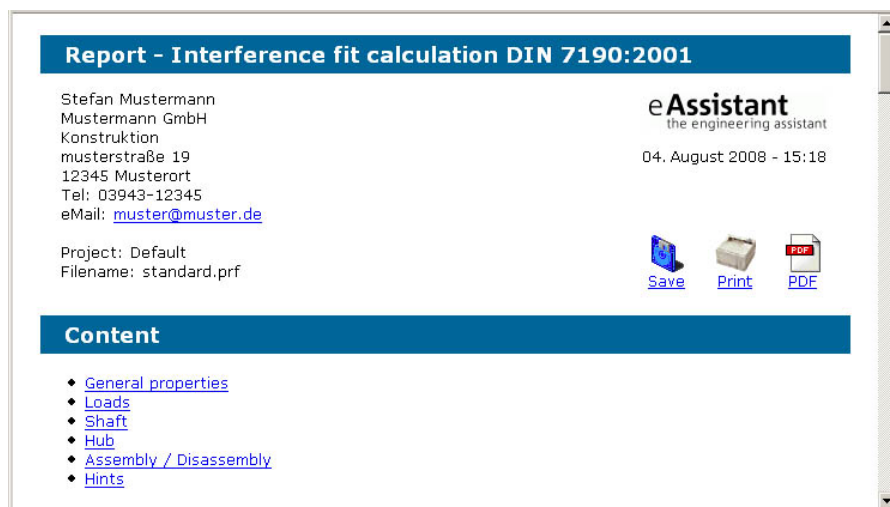 Report - Interference fit calculation DIN 7190:2001
Stefan Mustermann
Mustermann GmbH
Konstruktion
musterstraße 19
12345 Musterort
Tel: 03943-12345
eMail: muster@muster.de
Project: Default
Filename: standard.prf
eAssistant
the engineering assistant
04. August 2008 - 15:18
PDF
Save Print PDF
Content
General properties
Loads
Shaft
Hub
Assembly / Disassembly
Hints